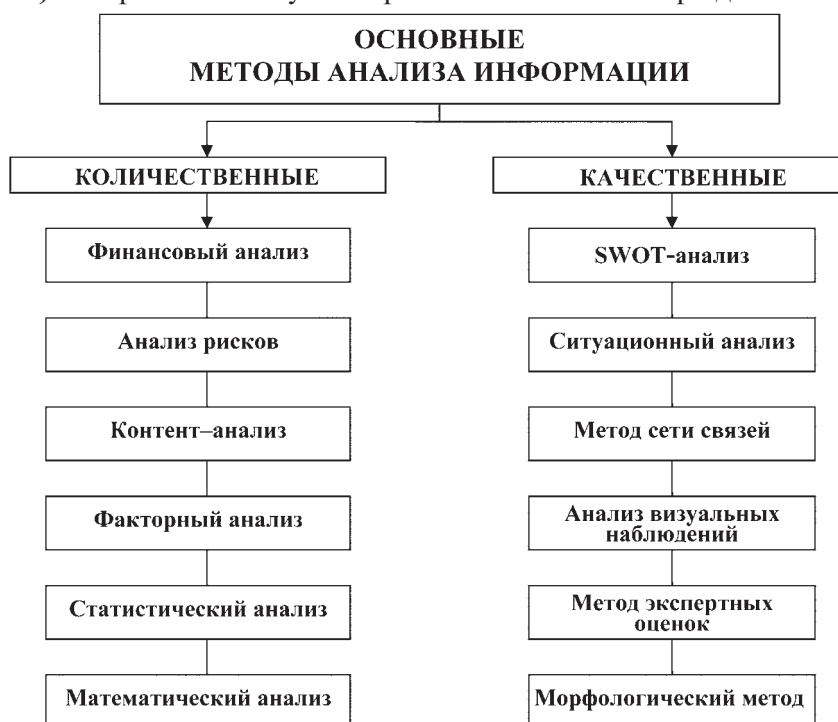 ОСНОВНЫЕ
МЕТОДЫ АНАЛИЗА ИНФОРМАЦИИ
КОЛИЧЕСТВЕННЫЕ
Финансовый анализ
Анализ рисков
Контент–анализ
Факторный анализ
Статистический анализ
Математический анализ
КАЧЕСТВЕННЫЕ
SWOT-анализ
Ситуационный анализ
Метод сети связей
Анализ визуальных
наблюдений
Метод экспертных
оценок
Морфологический метод